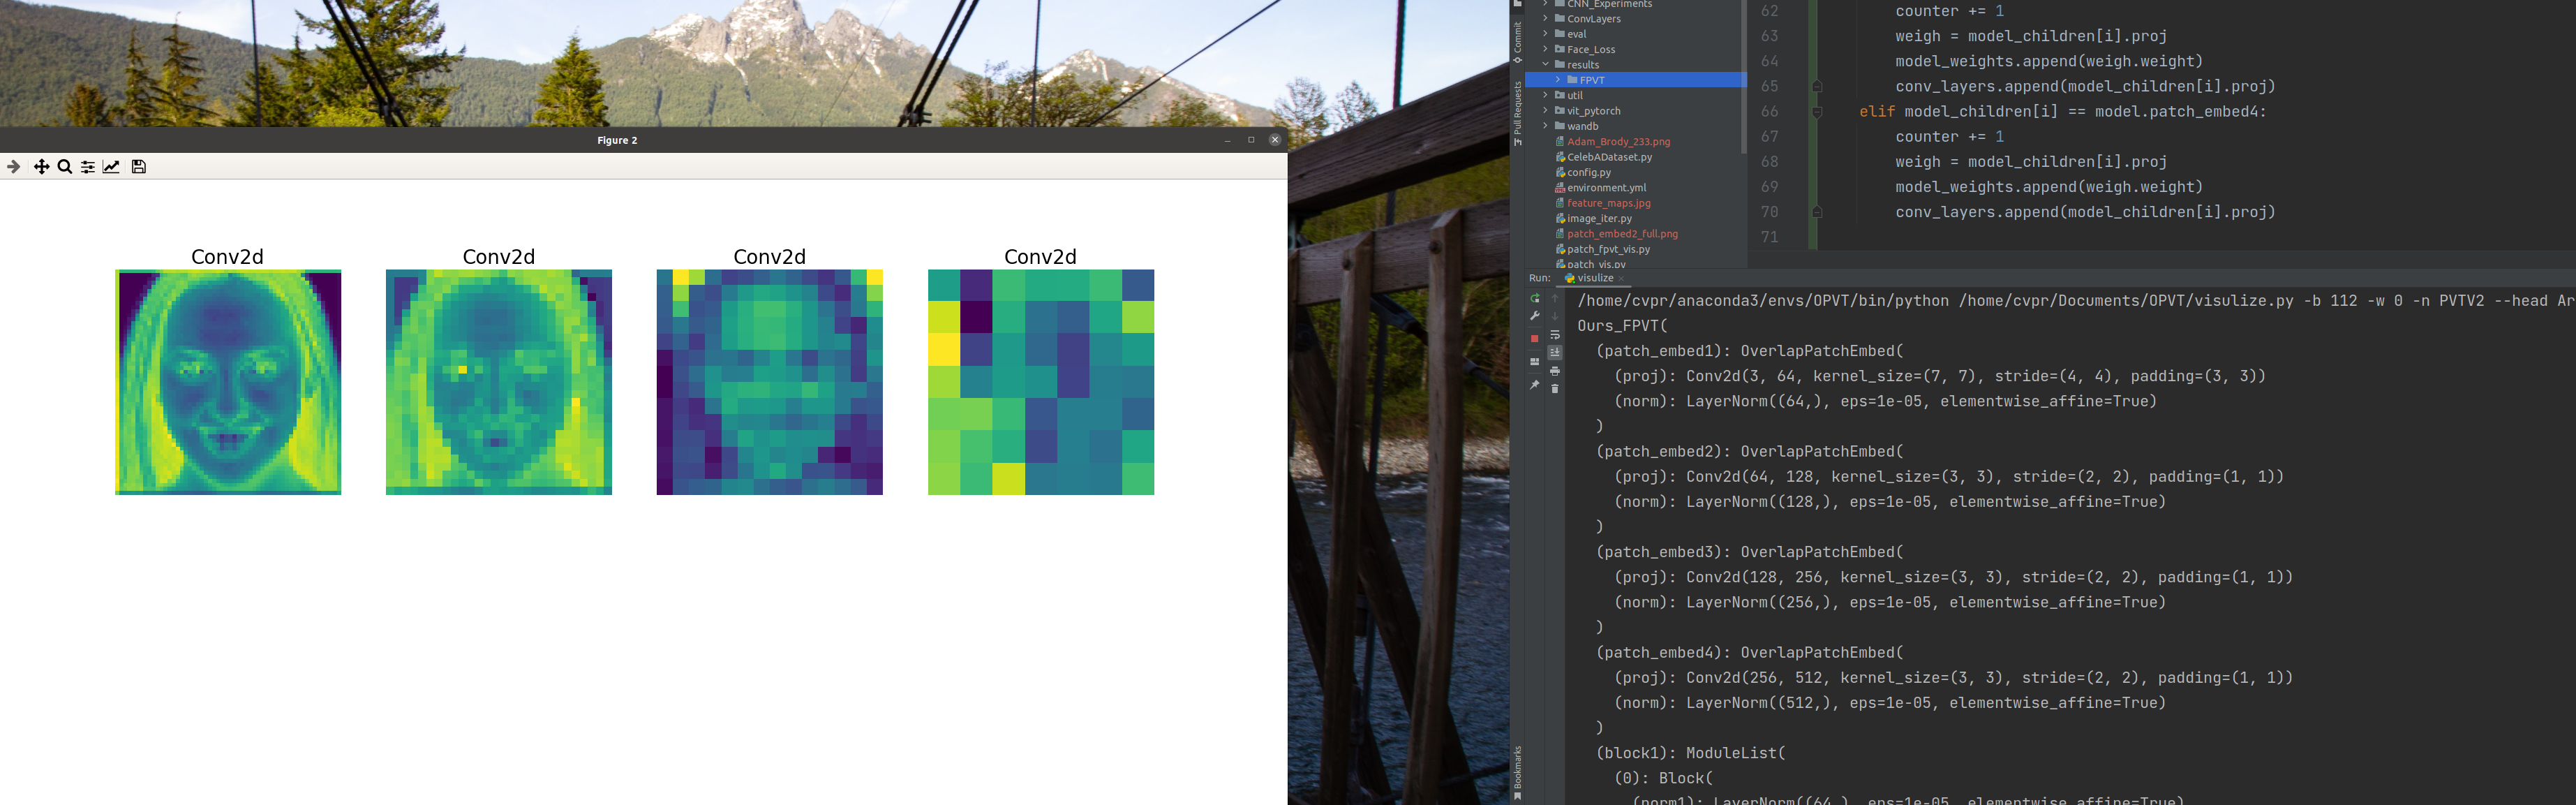 Figure 2
Conv2d
Conv2d
Conv2d
Conv2d
Commit
Pull Requests
Bookmarks
CNN_Experiments
ConvLayers
eval
Face_Loss
results
FPVT
util
vit_pytorch
wandb
Adam_Brody_233.png
CelebADataset.py
config.py
environment.yml
feature_maps.jpg
image_iter.py
patch_embed2_full.png
patch_fpvt_vis.py
patch_vis.py
62 counter += 1
63 weigh = model_children[i].proj
64 model_weights.append(weigh.weight)
65 conv_layers.append(model_children[i].proj)
66 elif model_children[i] == model.patch_embed4:
67 counter += 1
68 weigh = model_children[i].proj
69 model_weights.append(weigh.weight)
70 conv_layers.append(model_children[i].proj)
71
Run: visulize
/home/cvpr/anaconda3/envs/OPVT/bin/python /home/cvpr/Documents/OPVT/visulize.py -b 112 -w 0 -n PVTV2 --head Ar
Ours_FPVT(
(patch_embed1): OverlapPatchEmbed(
(proj): Conv2d(3, 64, kernel_size=(7, 7), stride=(4, 4), padding=(3, 3))
(norm): LayerNorm((64,), eps=1e-05, elementwise_affine=True)
)
(patch_embed2): OverlapPatchEmbed(
(proj): Conv2d(64, 128, kernel_size=(3, 3), stride=(2, 2), padding=(1, 1))
(norm): LayerNorm((128,), eps=1e-05, elementwise_affine=True)
)
(patch_embed3): OverlapPatchEmbed(
(proj): Conv2d(128, 256, kernel_size=(3, 3), stride=(2, 2), padding=(1, 1))
(norm): LayerNorm((256,), eps=1e-05, elementwise_affine=True)
)
(patch_embed4): OverlapPatchEmbed(
(proj): Conv2d(256, 512, kernel_size=(3, 3), stride=(2, 2), padding=(1, 1))
(norm): LayerNorm((512,), eps=1e-05, elementwise_affine=True)
)
(block1): ModuleList(
(0): Block(
(norm1): LayerNorm((64,), eps=1e-05, elementwise_affine=True)